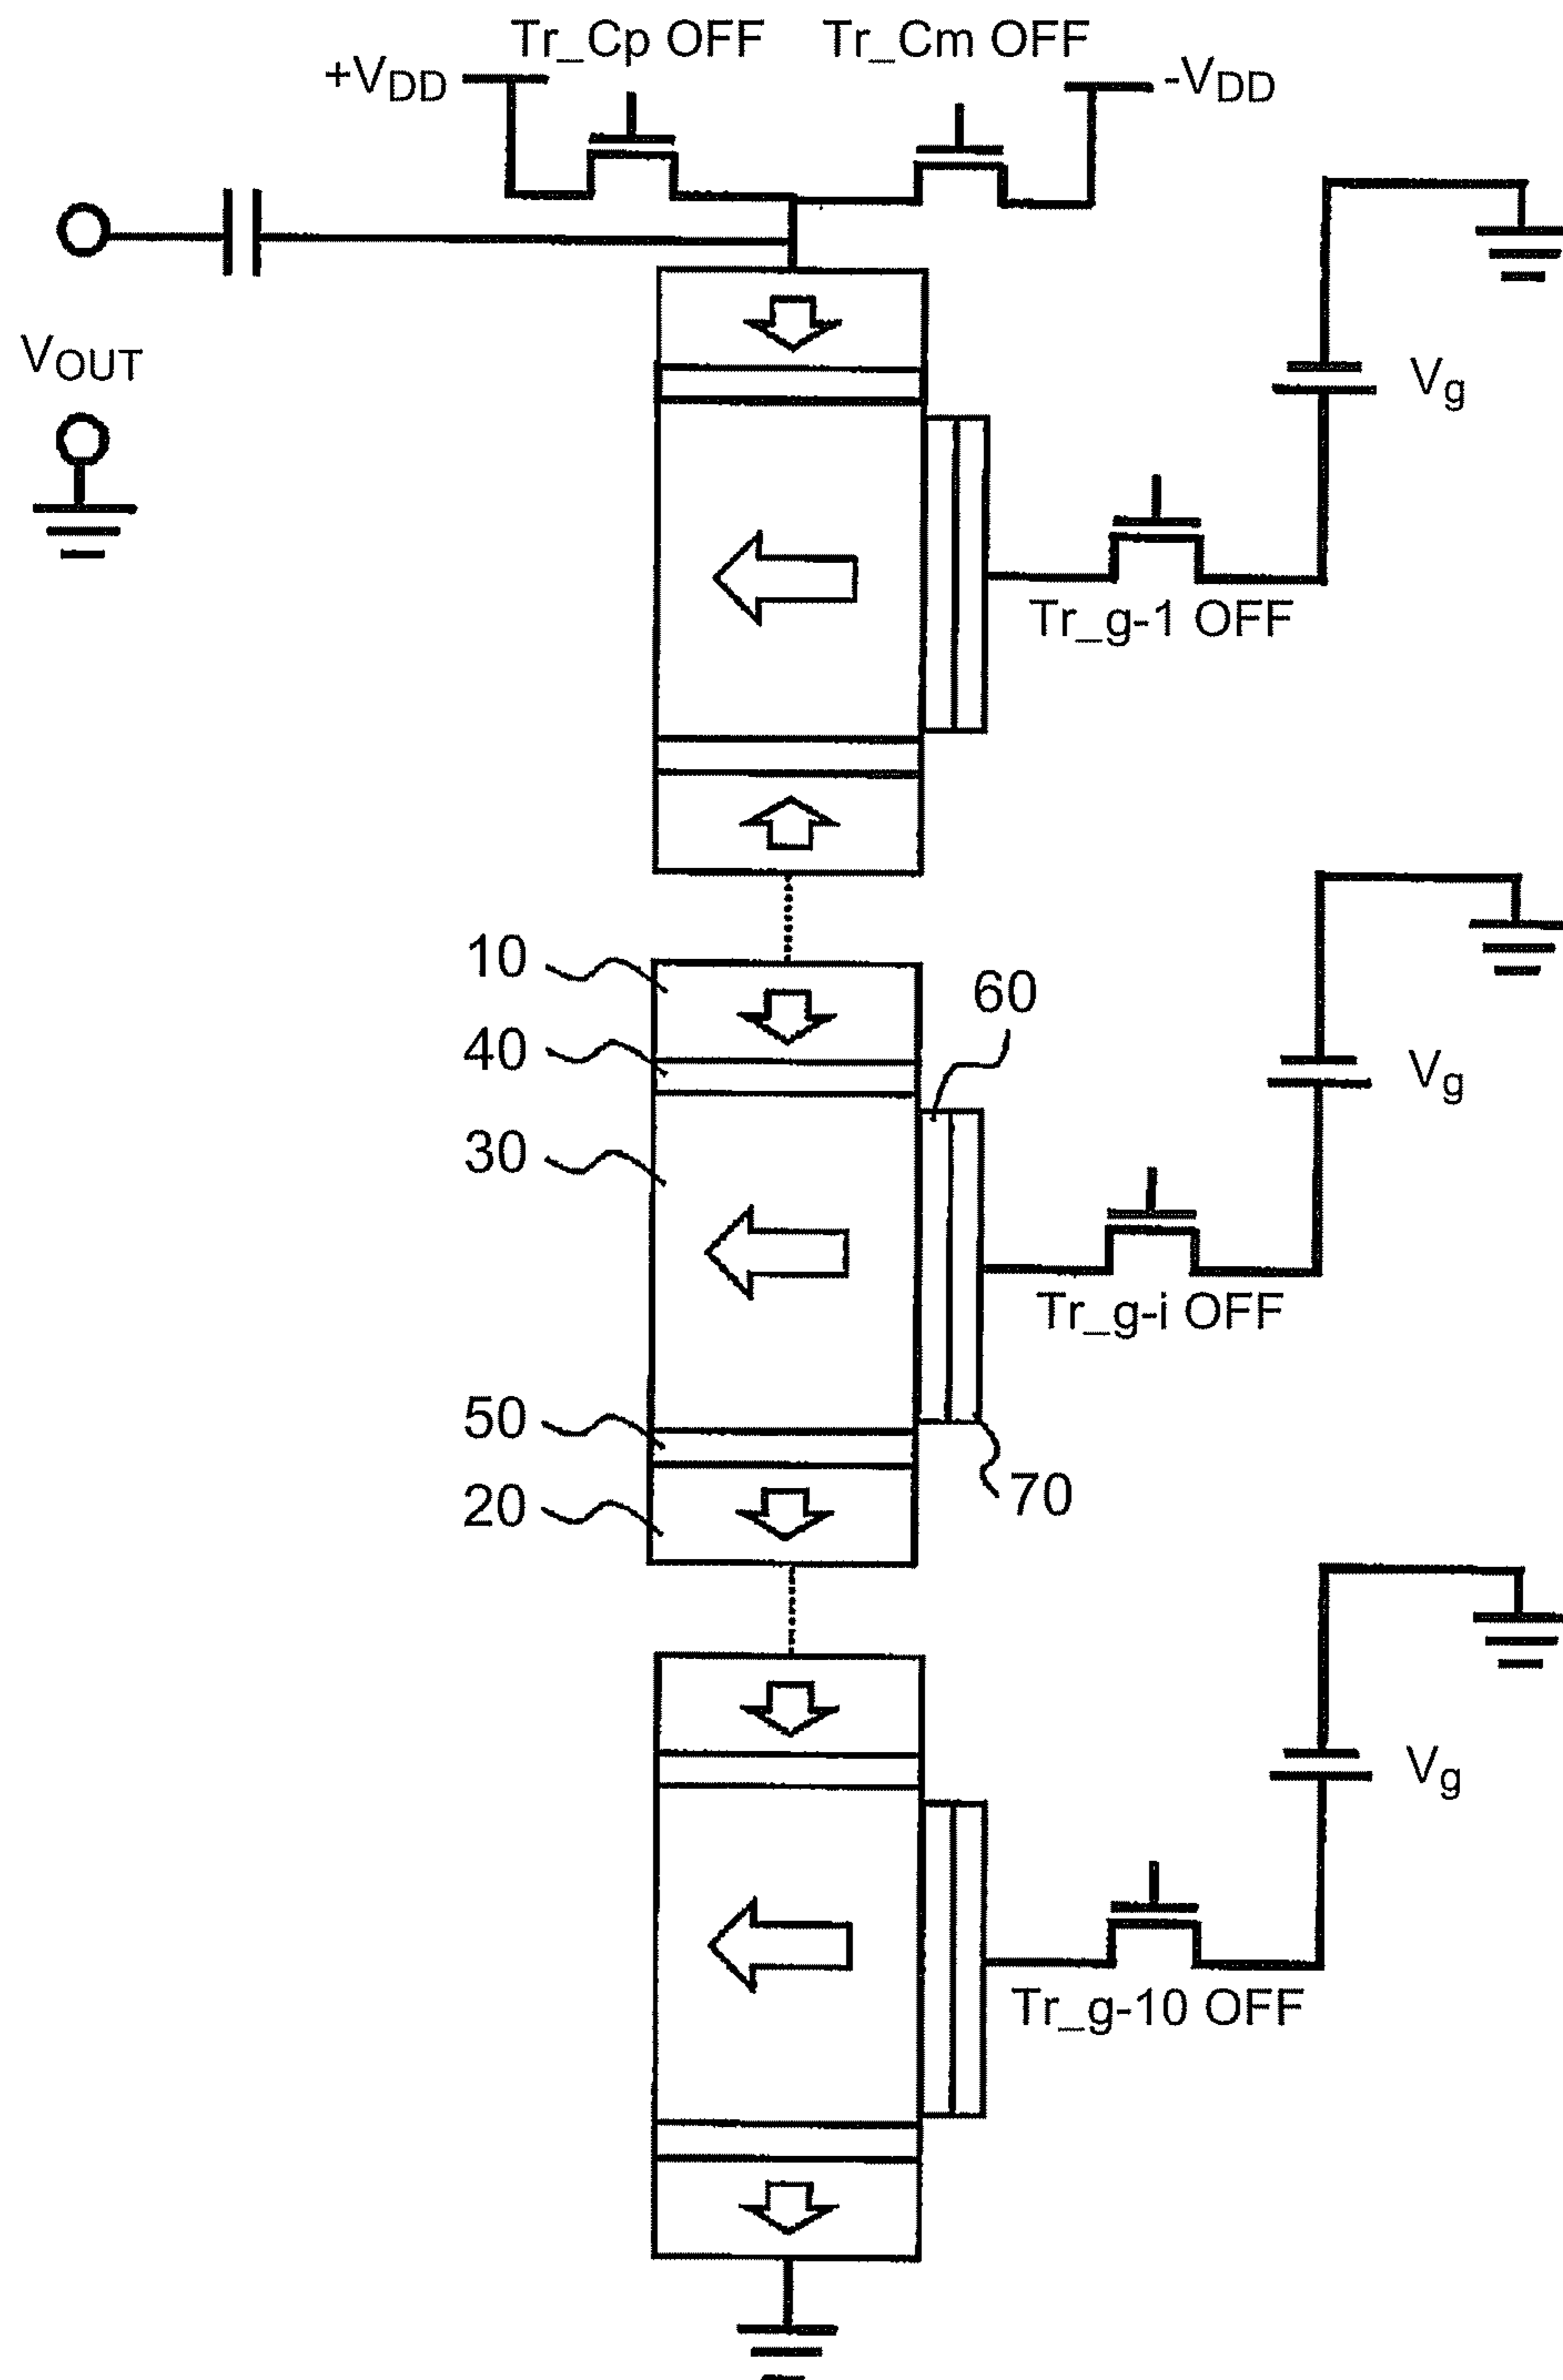 Tr_Cp OFF Tr_Cm OFF
+VDD -VDD
VOUT
Vg
Tr_g-1 OFF
10
60
40
Vg
30
Tr_g-i OFF
50
70
20
Vg
Tr_g-10 OFF